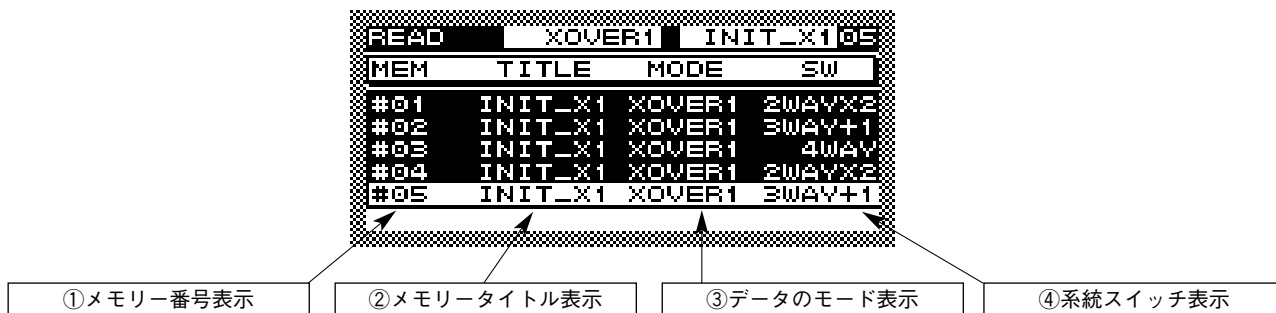 READ XOVER1 INIT_X1 05
MEM TITLE MODE SW
#01 INIT_X1 XOVER1 2WAYX2
#02 INIT_X1 XOVER1 3WAY+1
#03 INIT_X1 XOVER1 4WAY
#04 INIT_X1 XOVER1 2WAYX2
#05 INIT_X1 XOVER1 3WAY+1
①メモリー番号表示 ②メモリータイトル表示 ③データのモード表示 ④系統スイッチ表示